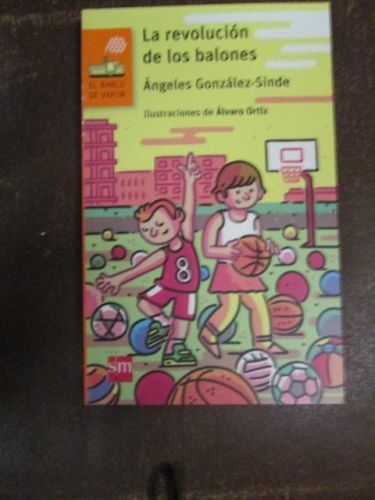 La revolución
de los balones
Ángeles González-Sinde
Ilustraciones de Álvaro Ortiz
EL BARCO
DE VAPOR
8
sm